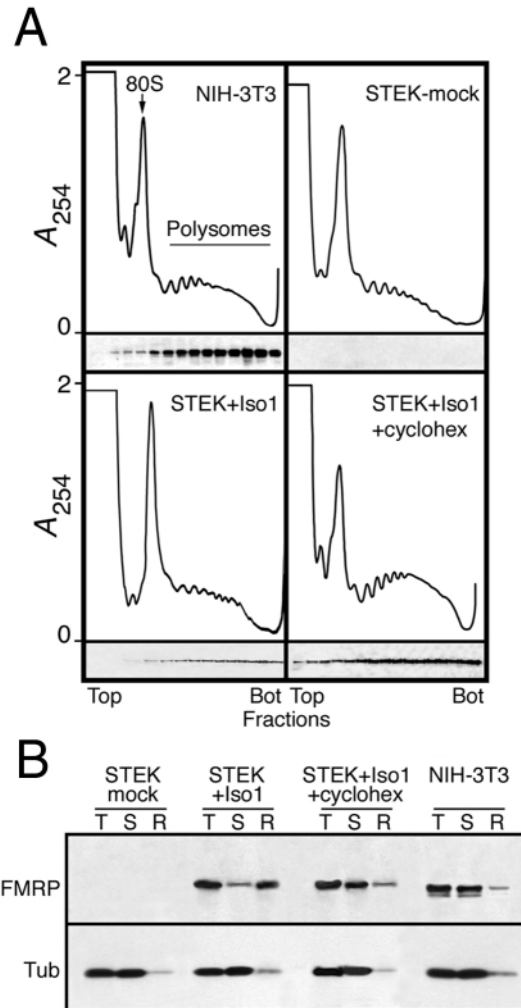 A
2
80S
NIH-3T3
STEK-mock
A254
Polysomes
0
2
STEK+Iso1
STEK+Iso1
+cyclohex
A254
0
Top
Bot
Top
Bot
Fractions
B
STEK
mock
STEK
+Iso1
STEK+Iso1
+cyclohex
NIH-3T3
T S R T S R T S R T S R
FMRP
Tub